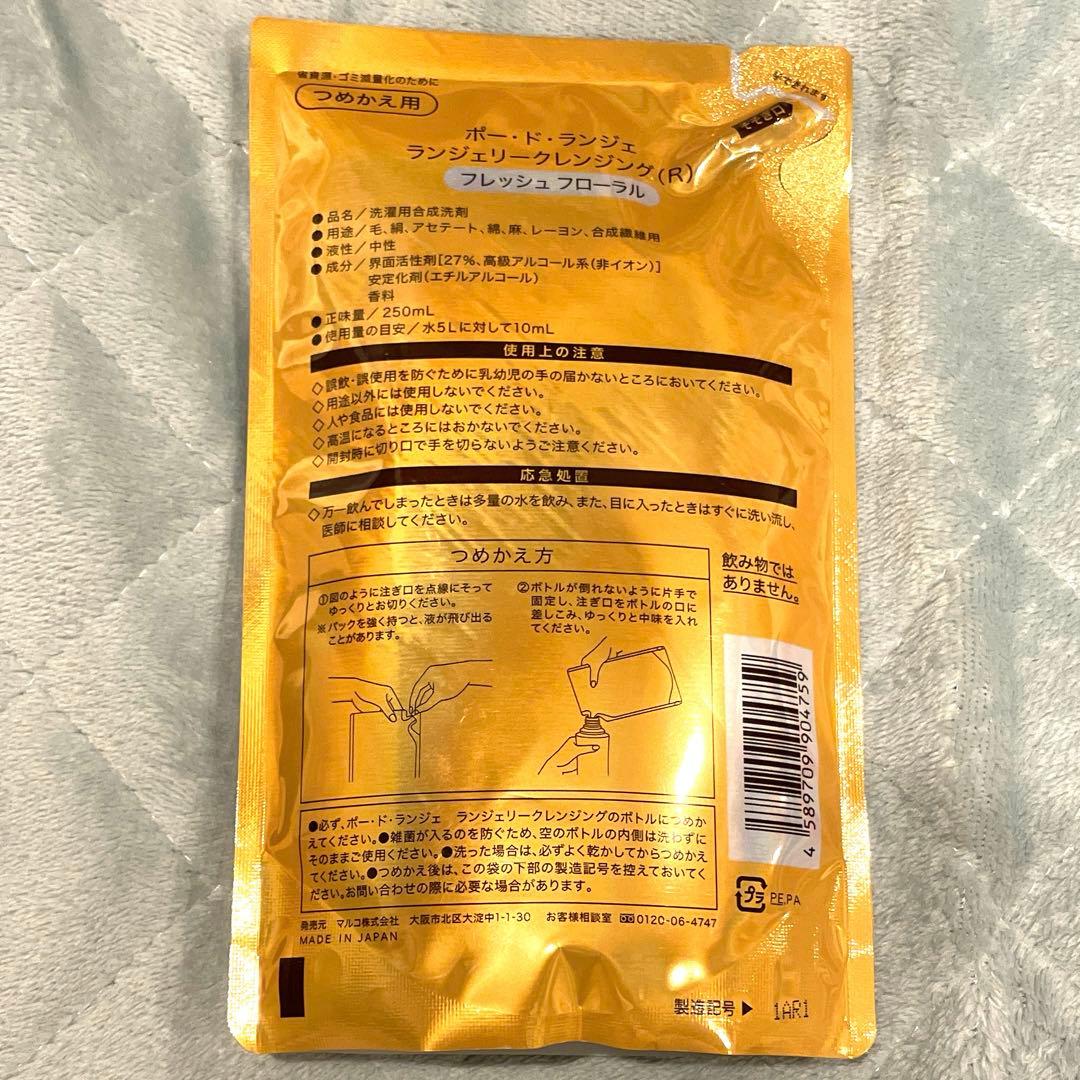 省資源・ゴミ減量化のために
つめかえ用
手で切れます
そそぎ口
ポー・ド・ランジェ
ランジェリークレンジング(R)
フレッシュ フローラル
●品名／洗濯用合成洗剤
●用途／毛、絹、アセテート、綿、麻、レーヨン、合成繊維用
●液性／中性
●成分／界面活性剤[27%、高級アルコール系(非イオン)]
安定化剤(エチルアルコール)
香料
●正味量／250mL
●使用量の目安／水5Lに対して10mL
使用上の注意
◇誤飲・誤使用を防ぐために乳幼児の手の届かないところにおいてください。
◇用途以外には使用しないでください。
◇人や食品には使用しないでください。
◇高温になるところにはおかないでください。
◇開封時に切り口で手を切らないようご注意ください。
応急処置
◇万一飲んでしまったときは多量の水を飲み、また、目に入ったときはすぐに洗い流し、
医師に相談してください。
つめかえ方
①図のように注ぎ口を点線にそって
ゆっくりとお切りください。
※パックを強く持つと、液が飛び出る
ことがあります。
②ボトルが倒れないように片手で
固定し、注ぎ口をボトルの口に
差しこみ、ゆっくりと中味を入れ
てください。
飲み物では
ありません。
4 589709 904759
●必ず、ポー・ド・ランジェ　ランジェリークレンジングのボトルにつめか
えてください。●雑菌が入るのを防ぐため、空のボトルの内側は洗わずに
そのままご使用ください。●洗った場合は、必ずよく乾かしてからつめかえ
てください。●つめかえ後は、この袋の下部の製造記号を控えておいてく
ださい。お問い合わせの際に必要な場合があります。
プラ PE,PA
発売元　マルコ株式会社　大阪市北区大淀中1-1-30　お客様相談室　0120-06-4747
MADE IN JAPAN
製造記号▶ 1AR1